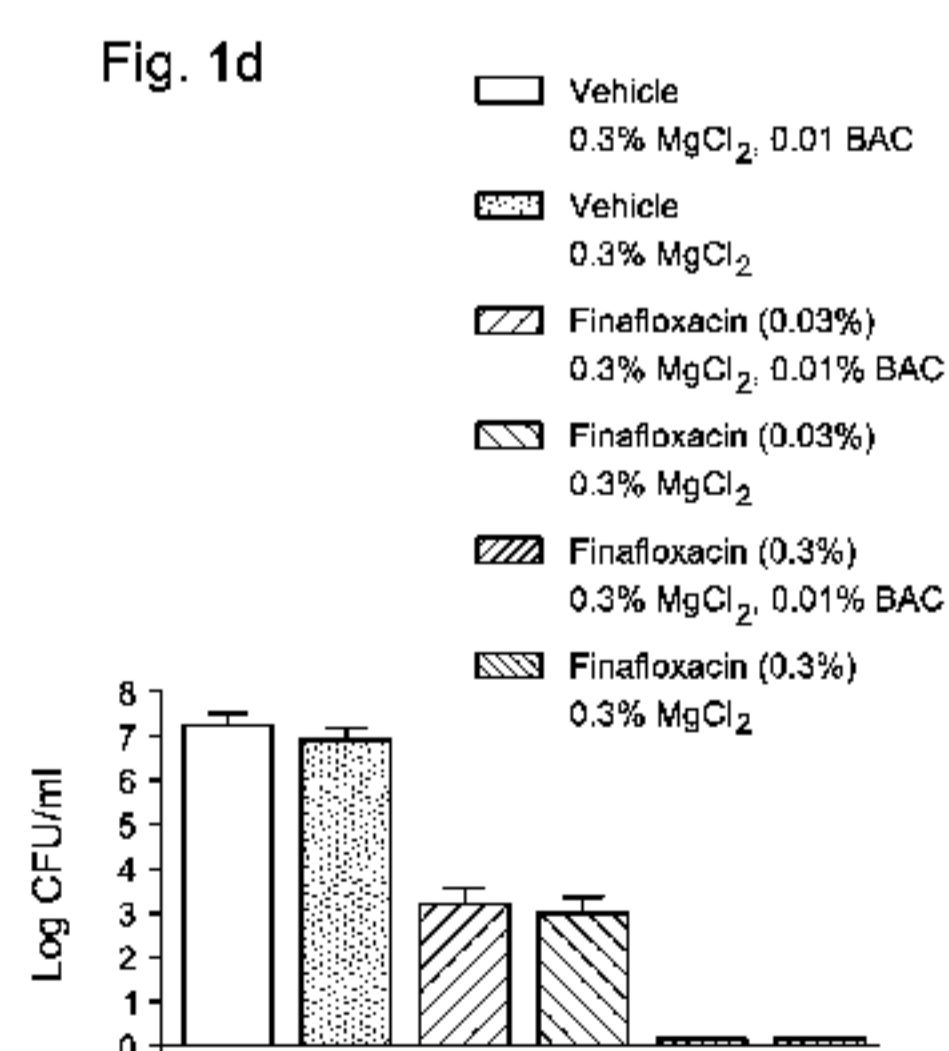 Fig. 1d
Vehicle
0.3% MgCl2, 0.01 BAC
Vehicle
0.3% MgCl2
Finafloxacin (0.03%)
0.3% MgCl2, 0.01% BAC
Finafloxacin (0.03%)
0.3% MgCl2
Finafloxacin (0.3%)
0.3% MgCl2, 0.01% BAC
Finafloxacin (0.3%)
0.3% MgCl2
Log CFU/ml
8
7
6
5
4
3
2
1
0